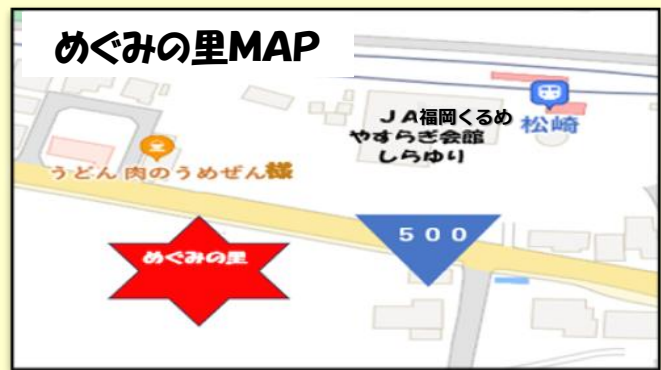 めぐみの里MAP
JA福岡くるめ
やすらぎ会館
しらゆり
松崎
うどん 肉のうめぜん様
500
めぐみの里